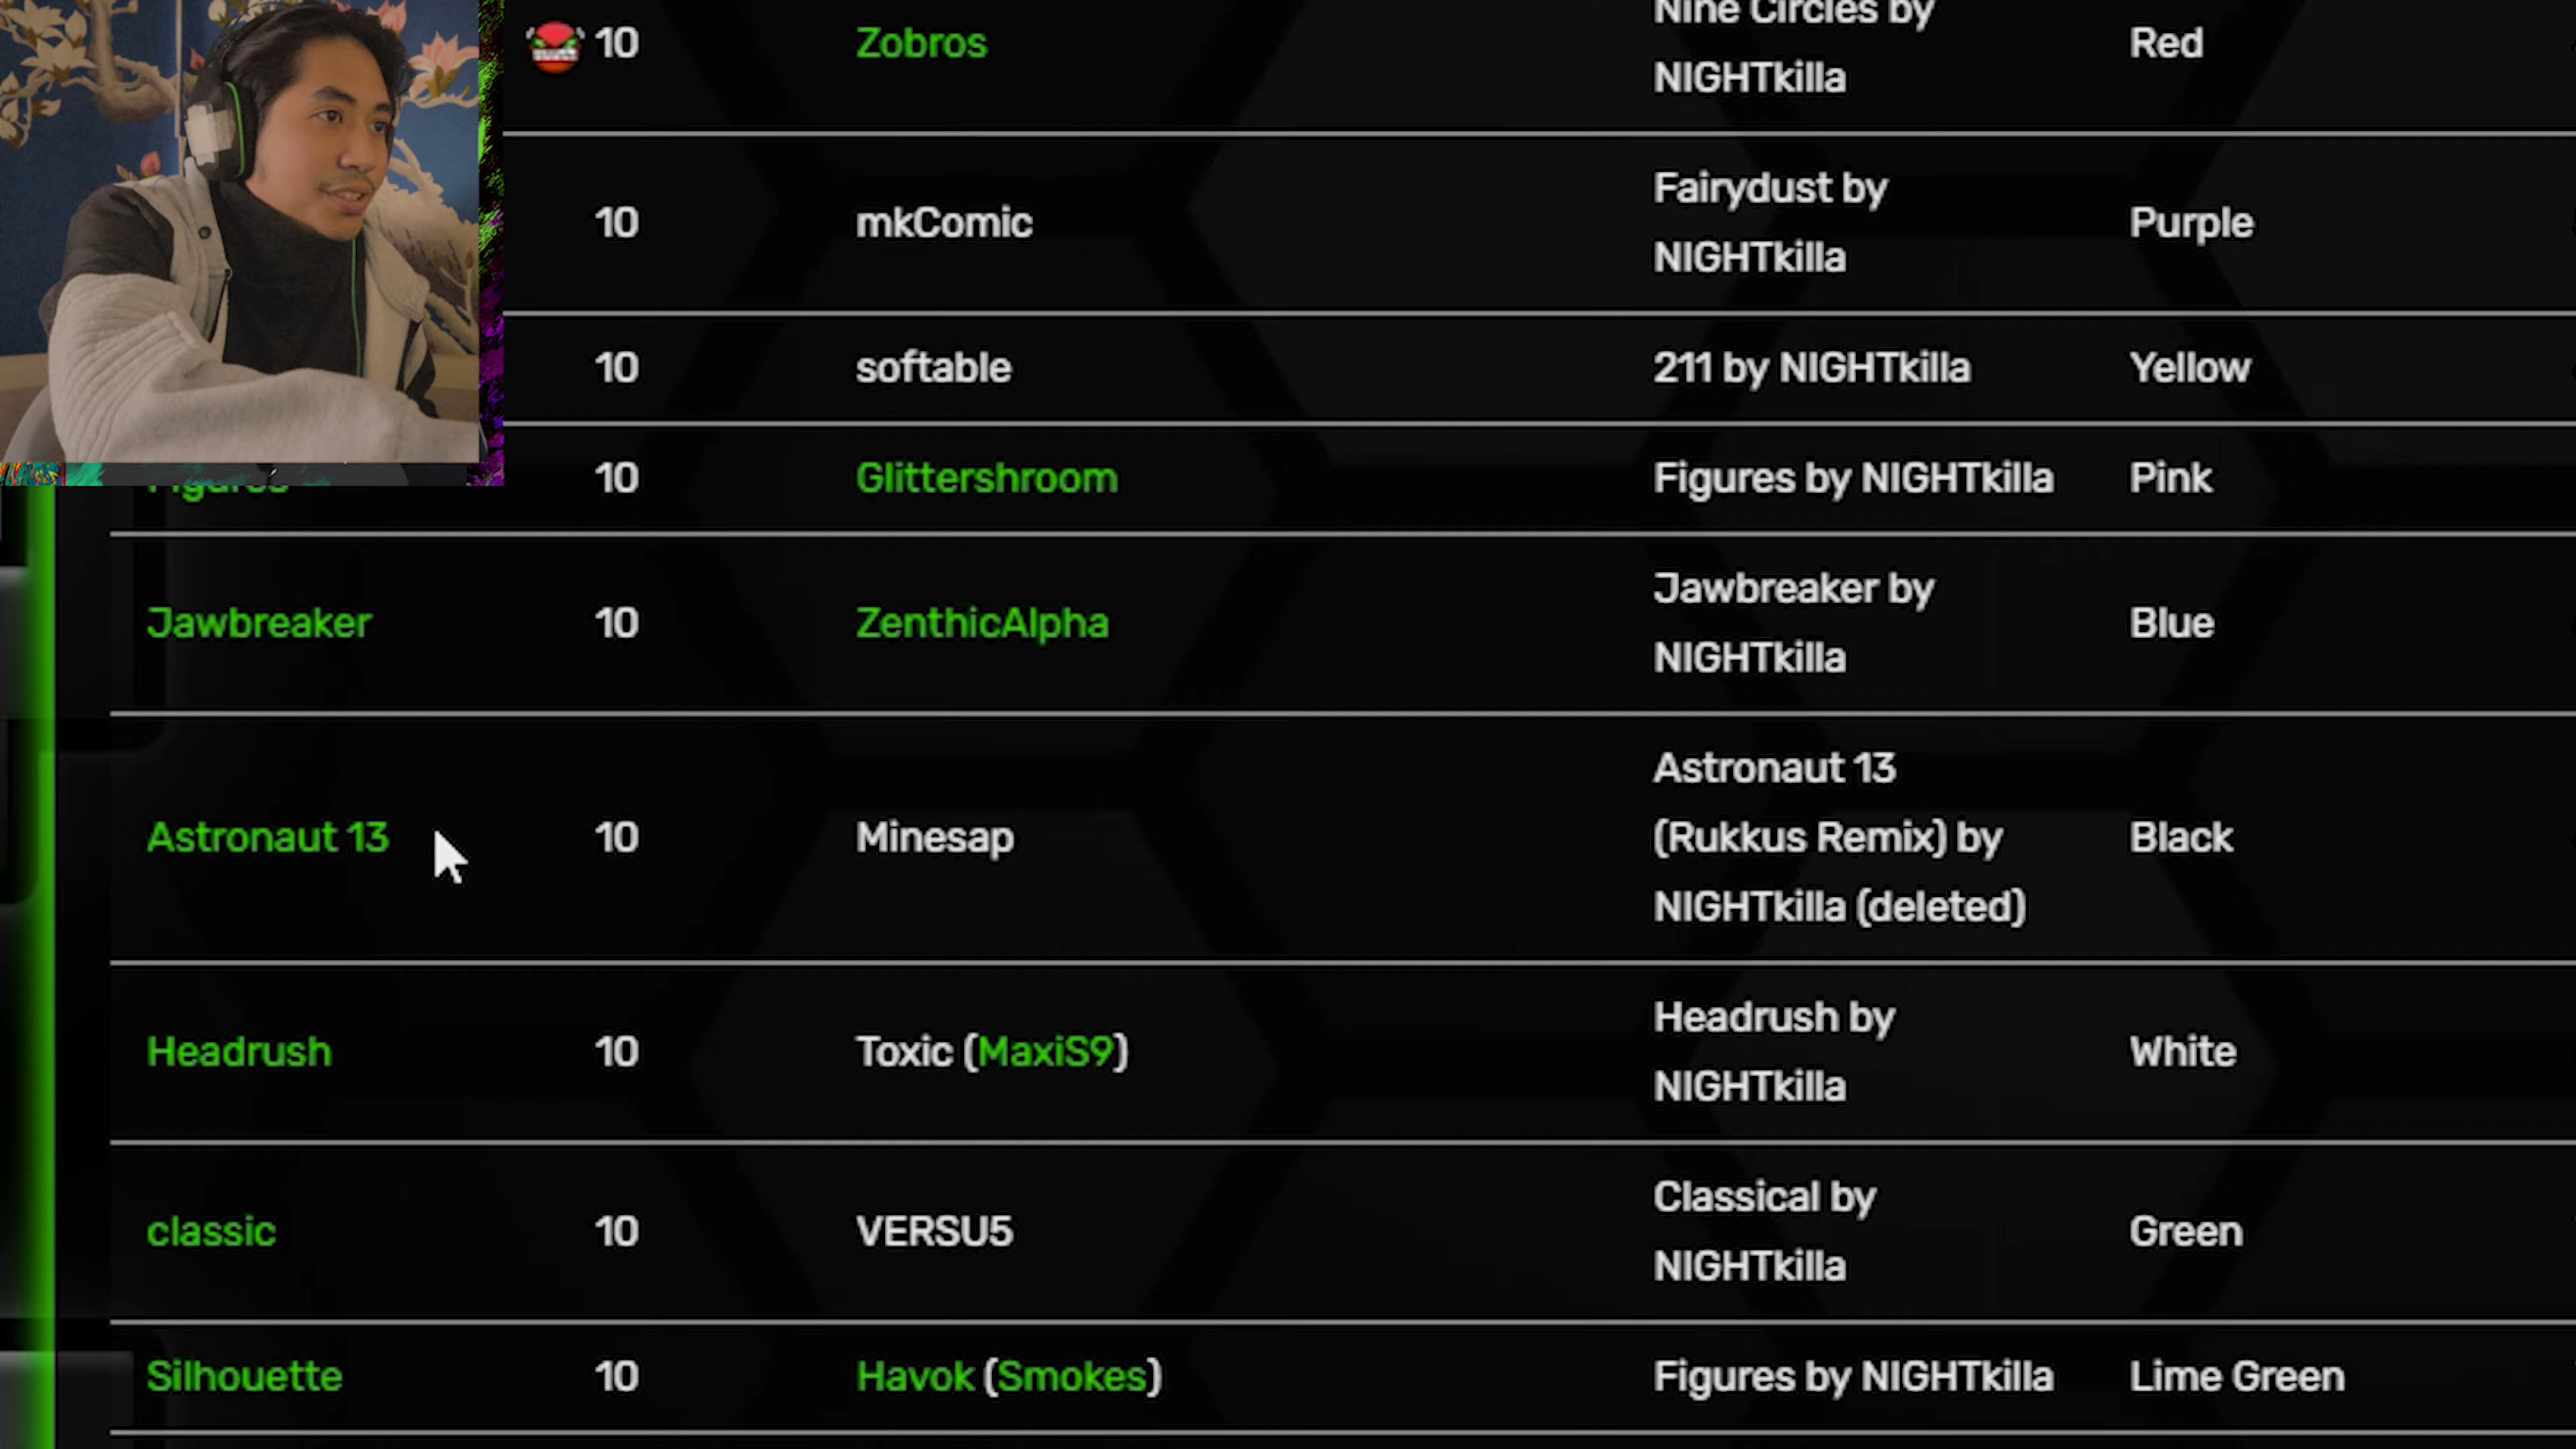 10 Zobros Nine Circles by NIGHTkilla Red
10 mkComic Fairydust by NIGHTkilla Purple
10 softable 211 by NIGHTkilla Yellow
Figures 10 Glittershroom Figures by NIGHTkilla Pink
Jawbreaker 10 ZenthicAlpha Jawbreaker by NIGHTkilla Blue
Astronaut 13 10 Minesap Astronaut 13 (Rukkus Remix) by NIGHTkilla (deleted) Black
Headrush 10 Toxic (MaxiS9) Headrush by NIGHTkilla White
classic 10 VERSU5 Classical by NIGHTkilla Green
Silhouette 10 Havok (Smokes) Figures by NIGHTkilla Lime Green